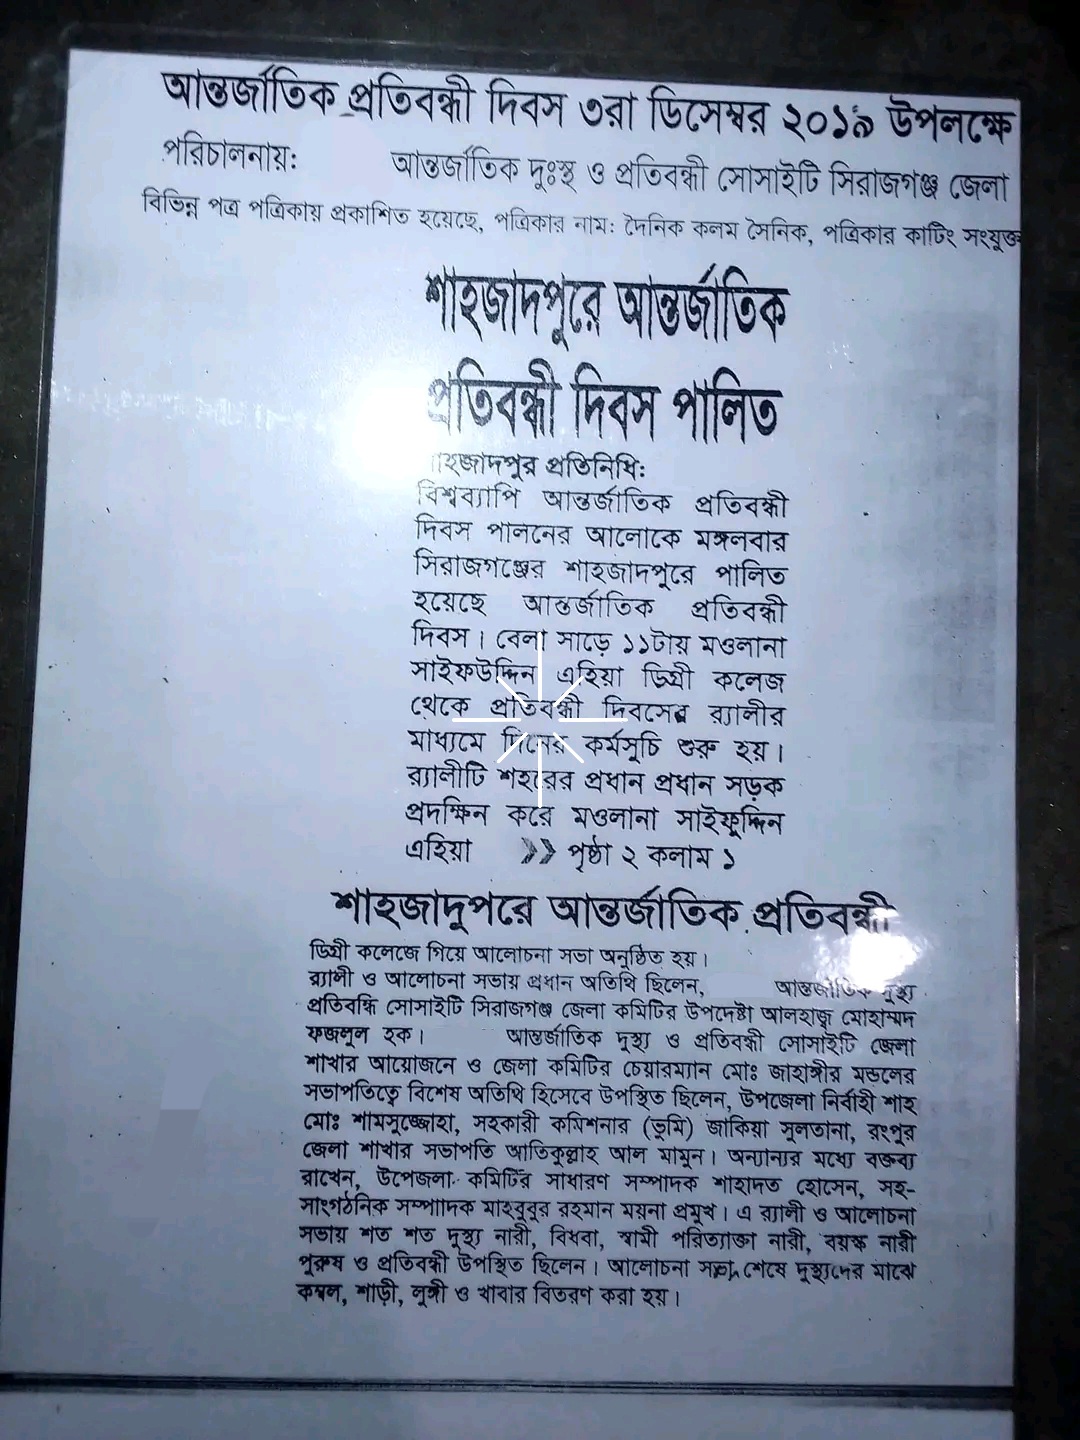 আন্তর্জাতিক প্রতিবন্ধী দিবস ৩রা ডিসেম্বর ২০১৯ উপলক্ষে
পরিচালনায়: আন্তর্জাতিক দুঃস্থ ও প্রতিবন্ধী সোসাইটি সিরাজগঞ্জ জেলা
বিভিন্ন পত্র পত্রিকায় প্রকাশিত হয়েছে, পত্রিকার নাম: দৈনিক কলম সৈনিক, পত্রিকার কাটিং সংযুক্ত
শাহজাদপুরে আন্তর্জাতিক
প্রতিবন্ধী দিবস পালিত
াহজাদপুর প্রতিনিধি:
বিশ্বব্যাপি আন্তর্জাতিক প্রতিবন্ধী
দিবস পালনের আলোকে মঙ্গলবার
সিরাজগঞ্জের শাহজাদপুরে পালিত
হয়েছে আন্তর্জাতিক প্রতিবন্ধী
দিবস। বেলা সাড়ে ১১টায় মওলানা
সাইফউদ্দিন এহিয়া ডিগ্রী কলেজ
থেকে প্রতিবন্ধী দিবসের র‍্যালীর
মাধ্যমে দিনের কর্মসুচি শুরু হয়।
র‍্যালীটি শহরের প্রধান প্রধান সড়ক
প্রদক্ষিন করে মওলানা সাইফুদ্দিন
এহিয়া >> পৃষ্ঠা ২ কলাম ১
শাহজাদুপরে আন্তর্জাতিক প্রতিবন্ধী
ডিগ্রী কলেজে গিয়ে আলোচনা সভা অনুষ্ঠিত হয়।
র‍্যালী ও আলোচনা সভায় প্রধান অতিথি ছিলেন, আন্তর্জাতিক দুস্থ্য
প্রতিবন্ধি সোসাইটি সিরাজগঞ্জ জেলা কমিটির উপদেষ্টা আলহাজ্ব মোহাম্মদ
ফজলুল হক। আন্তর্জাতিক দুস্থ্য ও প্রতিবন্ধী সোসাইটি জেলা
শাখার আয়োজনে ও জেলা কমিটির চেয়ারম্যান মোঃ জাহাঙ্গীর মন্ডলের
সভাপতিত্বে বিশেষ অতিথি হিসেবে উপস্থিত ছিলেন, উপজেলা নির্বাহী শাহ
মোঃ শামসুজ্জোহা, সহকারী কমিশনার (ভুমি) জাকিয়া সুলতানা, রংপুর
জেলা শাখার সভাপতি আতিকুল্লাহ আল মামুন। অন্যান্যর মধ্যে বক্তব্য
রাখেন, উপেজলা কমিটির সাধারণ সম্পাদক শাহাদত হোসেন, সহ-
সাংগঠনিক সম্পাাদিক মাহবুবুর রহমান ময়না প্রমুখ। এ র‍্যালী ও আলোচনা
সভায় শত শত দুস্থ্য নারী, বিধবা, স্বামী পরিত্যাক্তা নারী, বয়স্ক নারী
পুরুষ ও প্রতিবন্ধী উপস্থিত ছিলেন। আলোচনা শেষে দুস্থ্যদের মাঝে
কম্বল, শাড়ী, লুঙ্গী ও খাবার বিতরণ করা হয়।